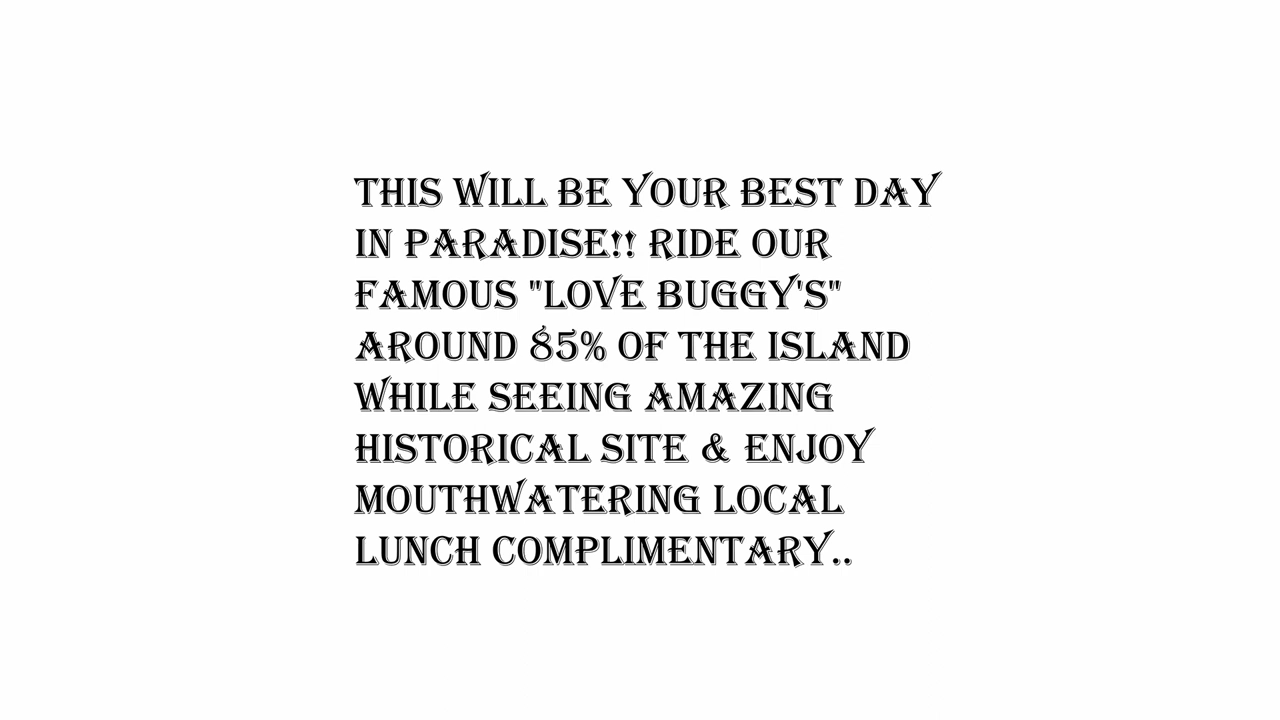 THIS WILL BE YOUR BEST DAY
IN PARADISE!! RIDE OUR
FAMOUS "LOVE BUGGY'S"
AROUND 85% OF THE ISLAND
WHILE SEEING AMAZING
HISTORICAL SITE & ENJOY
MOUTHWATERING LOCAL
LUNCH COMPLIMENTARY..